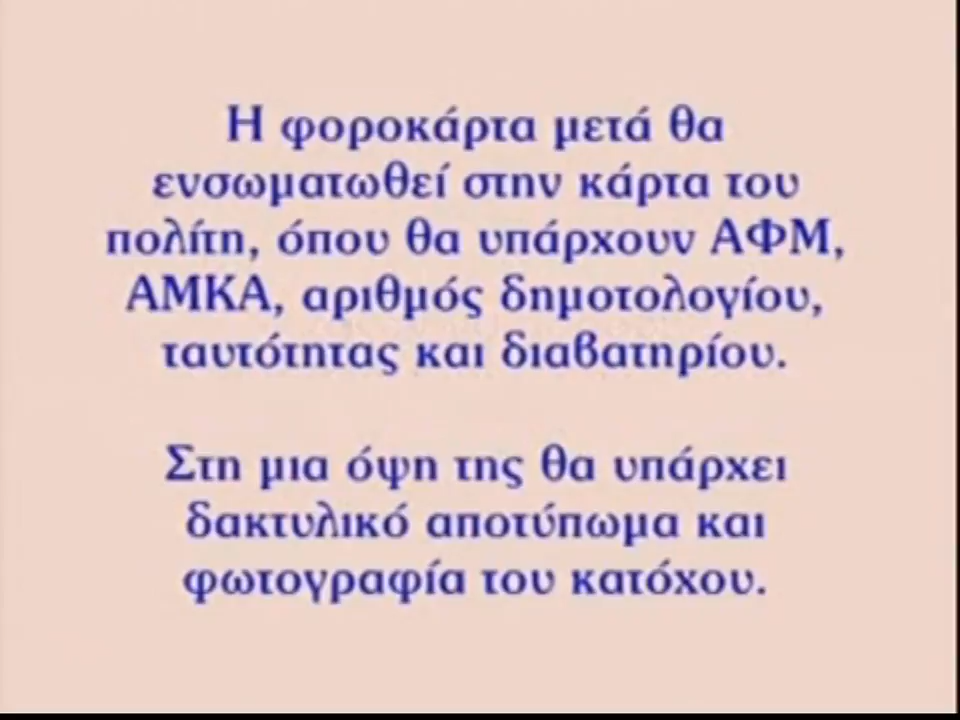 Η φοροκάρτα μετά θα
ενσωματωθεί στην κάρτα του
πολίτη, όπου θα υπάρχουν ΑΦΜ,
ΑΜΚΑ, αριθμός δημοτολογίου,
ταυτότητας και διαβατηρίου.
Στη μια όψη της θα υπάρχει
δακτυλικό αποτύπωμα και
φωτογραφία του κατόχου.